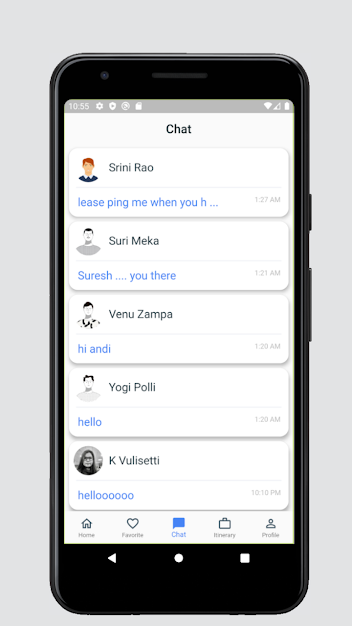 10:55
Chat
Srini Rao
lease ping me when you h ...
1:27 AM
Suri Meka
Suresh .... you there
1:21 AM
Venu Zampa
hi andi
1:20 AM
Yogi Polli
hello
1:20 AM
K Vulisetti
helloooooo
10:10 PM
Home Favorite Chat Itinerary Profile